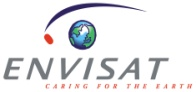 ENVISAT
CARING FOR THE EARTH